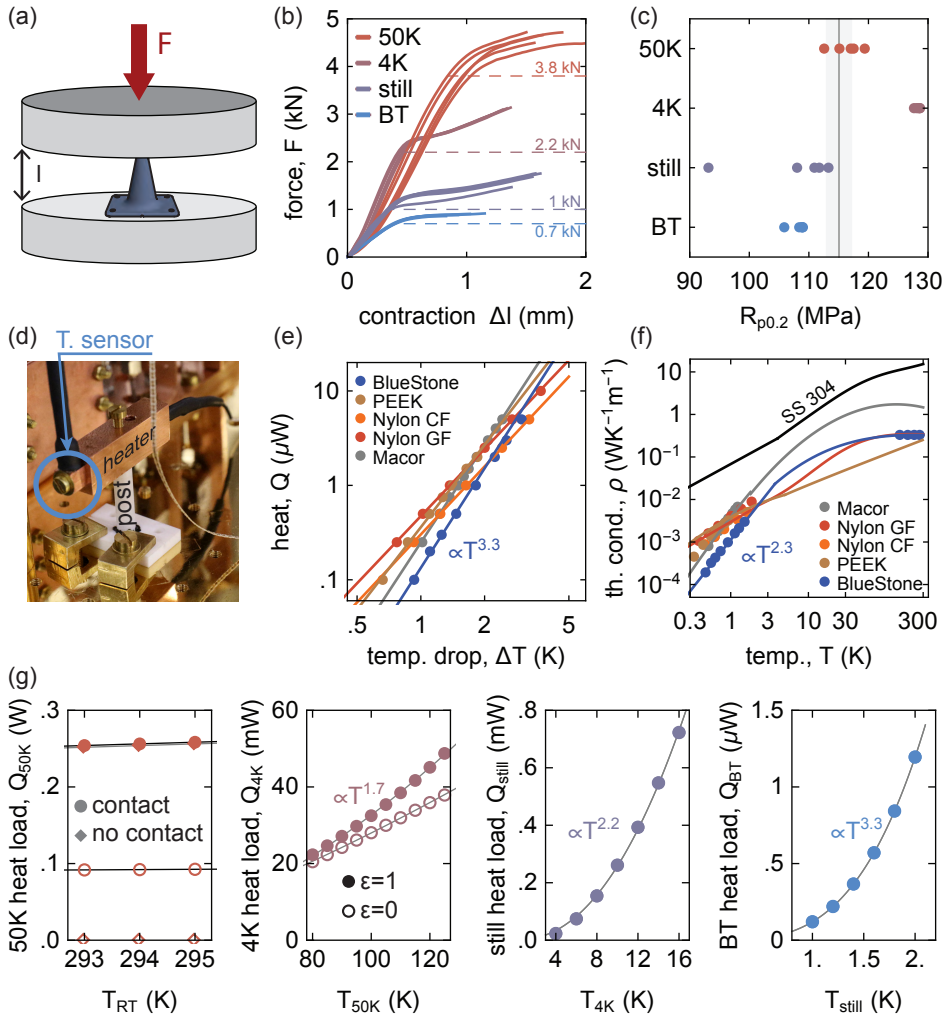 (a)
F
l
(b)
force, F (kN)
5
4
3
2
1
0
50K
4K
still
BT
3.8 kN
2.2 kN
1 kN
0.7 kN
0
1
2
contraction Δl (mm)
(c)
50K
4K
still
BT
90
100
110
120
130
R_p0.2 (MPa)
(d)
T. sensor
heater
post
(e)
heat, Q (µW)
10
1
.1
BlueStone
PEEK
Nylon CF
Nylon GF
Macor
∝T^3.3
.5
1
2
5
temp. drop, ΔT (K)
(f)
th. cond., ρ (WK⁻¹m⁻¹)
10
1
10⁻¹
10⁻²
10⁻³
10⁻⁴
SS 304
Macor
Nylon GF
Nylon CF
PEEK
BlueStone
∝T^2.3
0.3
1
3
10
30
300
temp., T (K)
(g)
50K heat load, Q_50K (W)
.3
.2
.1
.0
contact
no contact
293
294
295
T_RT (K)
4K heat load, Q_4K (mW)
60
40
20
0
∝T^1.7
ε=1
ε=0
80
100
120
T_50K (K)
still heat load, Q_still (mW)
.8
.6
.4
.2
.0
∝T^2.2
4
8
12
16
T_4K (K)
BT heat load, Q_BT (µW)
1.5
1.
.5
.0
∝T^3.3
1.
1.5
2.
T_still (K)